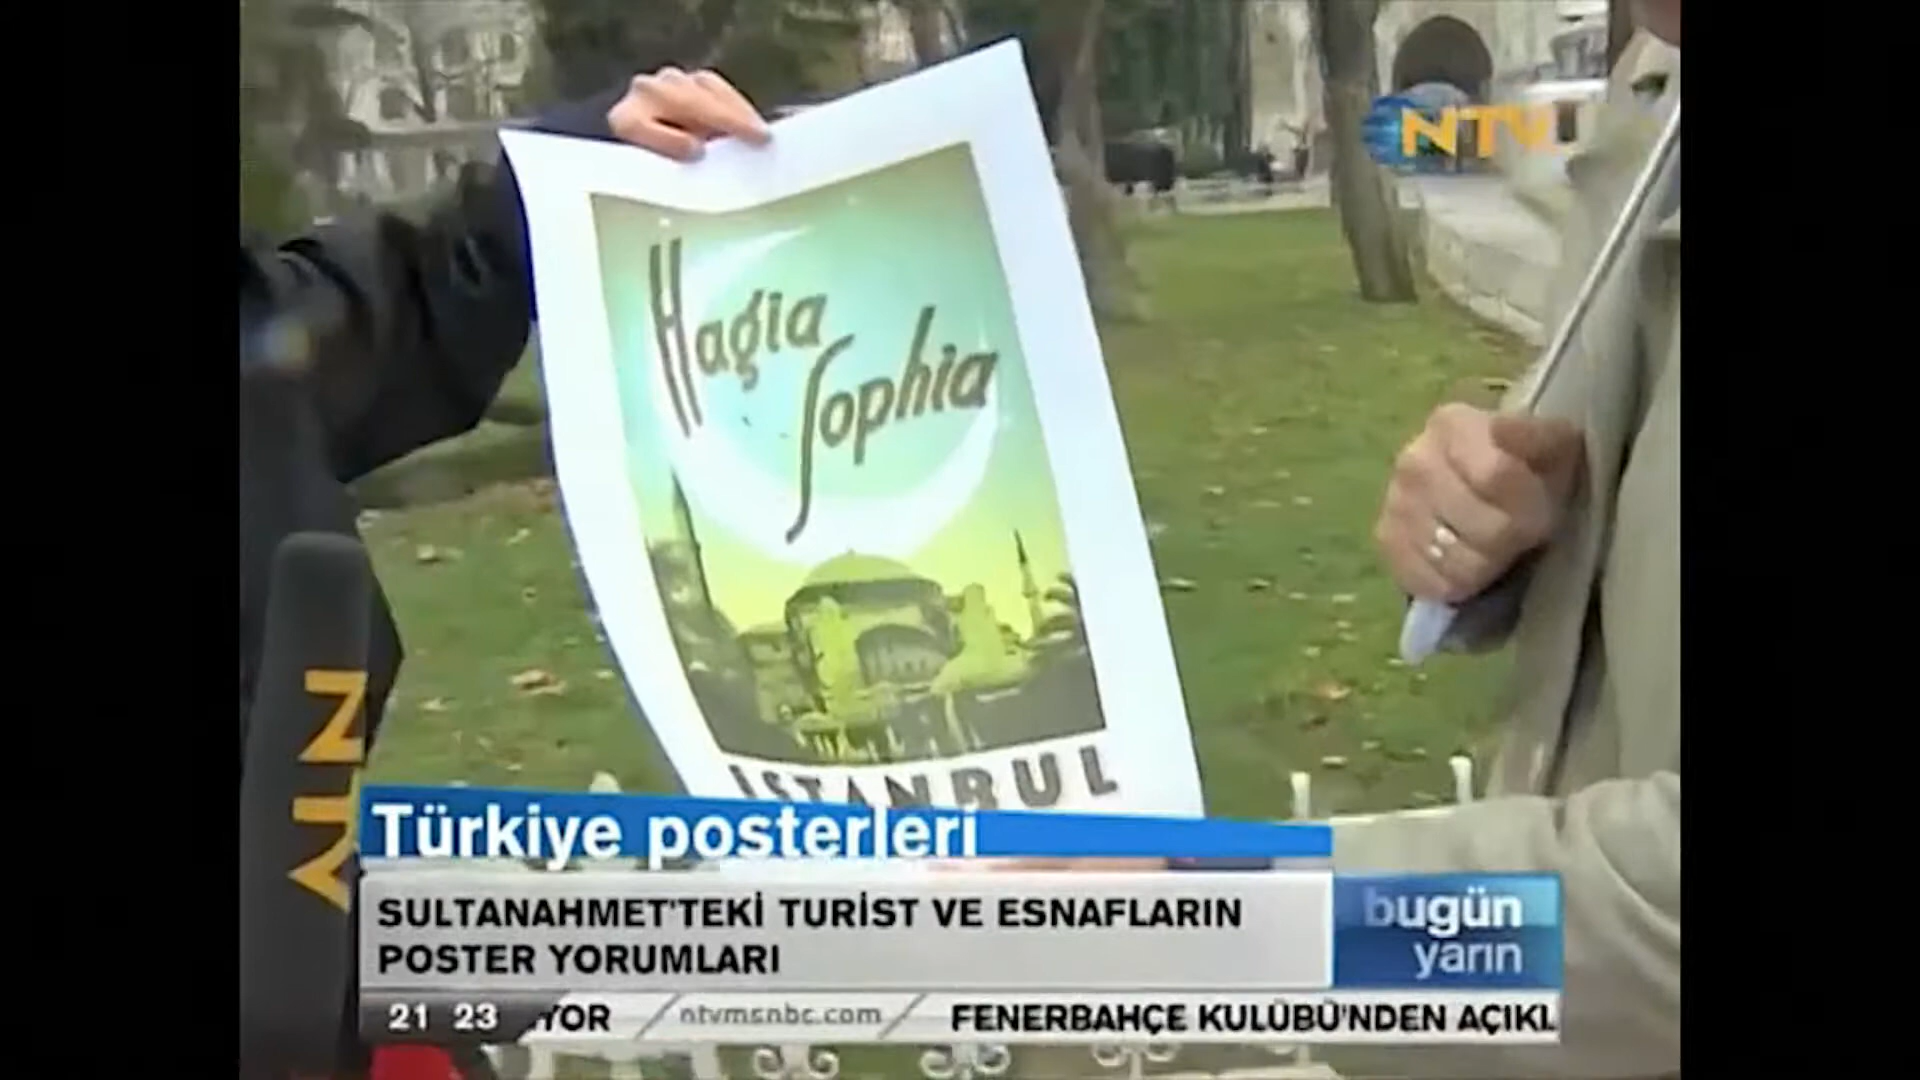 NTV
Hagia
Sophia
İSTANBUL
NTV
Türkiye posterleri
SULTANAHMET'TEKİ TURİST VE ESNAFLARIN
POSTER YORUMLARI
bugün
yarın
21 23 YOR ntvmsnbc.com FENERBAHÇE KULÜBÜ'NDEN AÇIKL